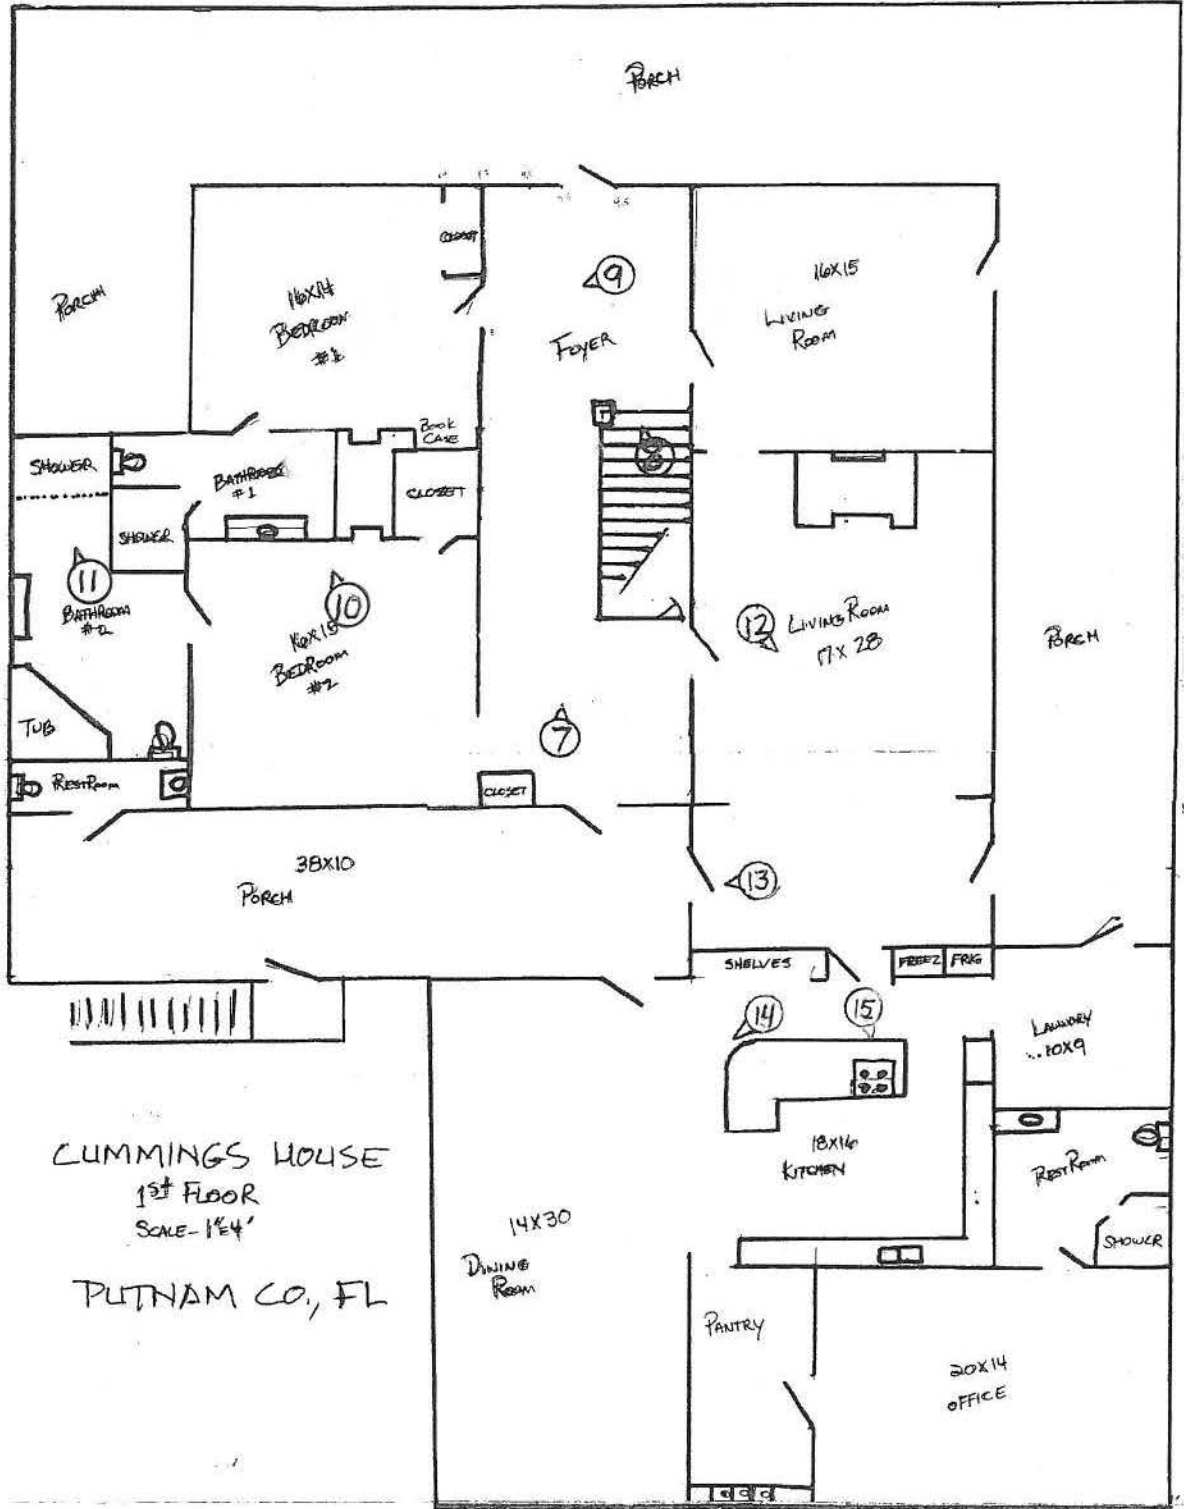 PORCH
CLOSET
9
16X15
LIVING
ROOM
PORCH
16X14
BEDROOM
#1
FOYER
BOOK
CASE
SHOWER
BATHROOM
#1
CLOSET
SHOWER
11
BATHROOM
#2
10
16X15
BEDROOM
#2
12
LIVING ROOM
17X28
PORCH
TUB
7
RESTROOM
CLOSET
38X10
PORCH
13
SHELVES
FREEZ
FRIG
14
15
LAUNDRY
10X9
CUMMINGS HOUSE
1st FLOOR
SCALE- 1"=4'
PUTNAM CO., FL
18X16
KITCHEN
RESTROOM
SHOWER
14X30
DINING
ROOM
PANTRY
20X14
OFFICE